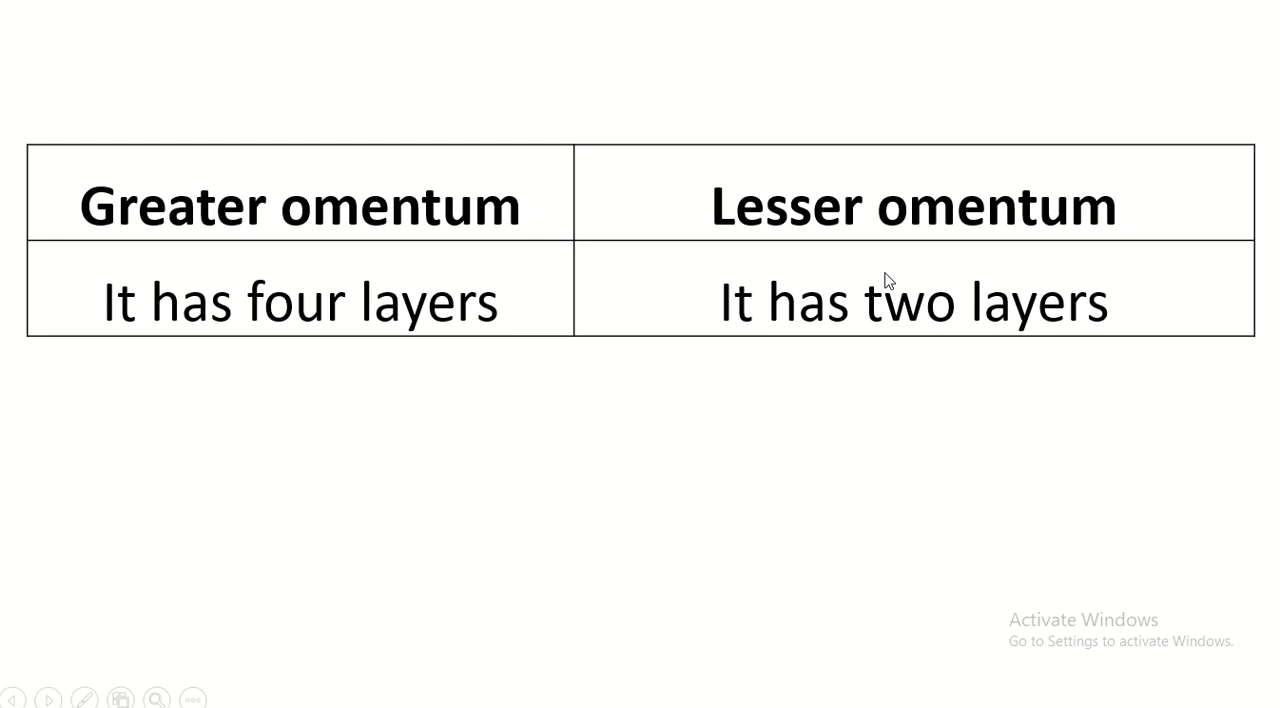 Greater omentum
Lesser omentum
It has four layers
It has two layers
Activate Windows
Go to Settings to activate Windows.